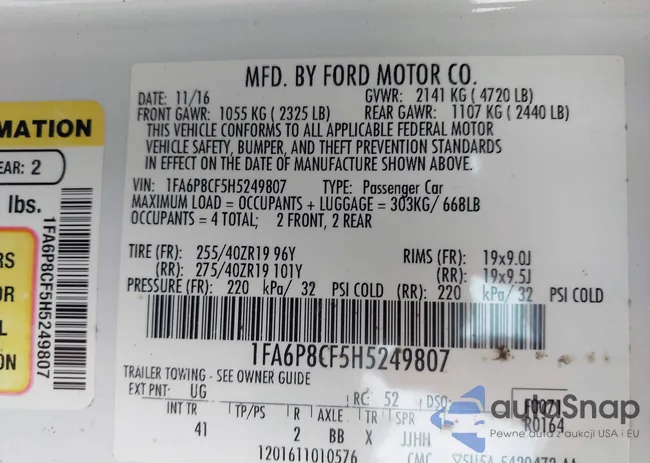 MFD. BY FORD MOTOR CO.
DATE: 11/16 GVWR: 2141 KG ( 4720 LB)
FRONT GAWR: 1055 KG ( 2325 LB) REAR GAWR: 1107 KG ( 2440 LB)
THIS VEHICLE CONFORMS TO ALL APPLICABLE FEDERAL MOTOR
VEHICLE SAFETY, BUMPER, AND THEFT PREVENTION STANDARDS
IN EFFECT ON THE DATE OF MANUFACTURE SHOWN ABOVE.
VIN: 1FA6P8CF5H5249807 TYPE: Passenger Car
MAXIMUM LOAD = OCCUPANTS + LUGGAGE = 303KG/ 668LB
OCCUPANTS = 4 TOTAL; 2 FRONT, 2 REAR
TIRE (FR): 255/40ZR19 96Y RIMS (FR): 19x9.0J
(RR): 275/40ZR19 101Y (RR): 19x9.5J
PRESSURE (FR): 220 kPa/ 32 PSI COLD (RR): 220 kPa/ 32 PSI COLD
1FA6P8CF5H5249807
TRAILER TOWING - SEE OWNER GUIDE
EXT PNT: UG RC: 52 DSO: F0071
R0164
INT TR TP/PS R AXLE TR SPR
41 2 BB X JJHH
1201611010576
MATION
EAR: 2
lbs.
RS
OR
L
ON
1FA6P8CF5H5249807
autoSnap
Pewne auta z aukcji USA i EU